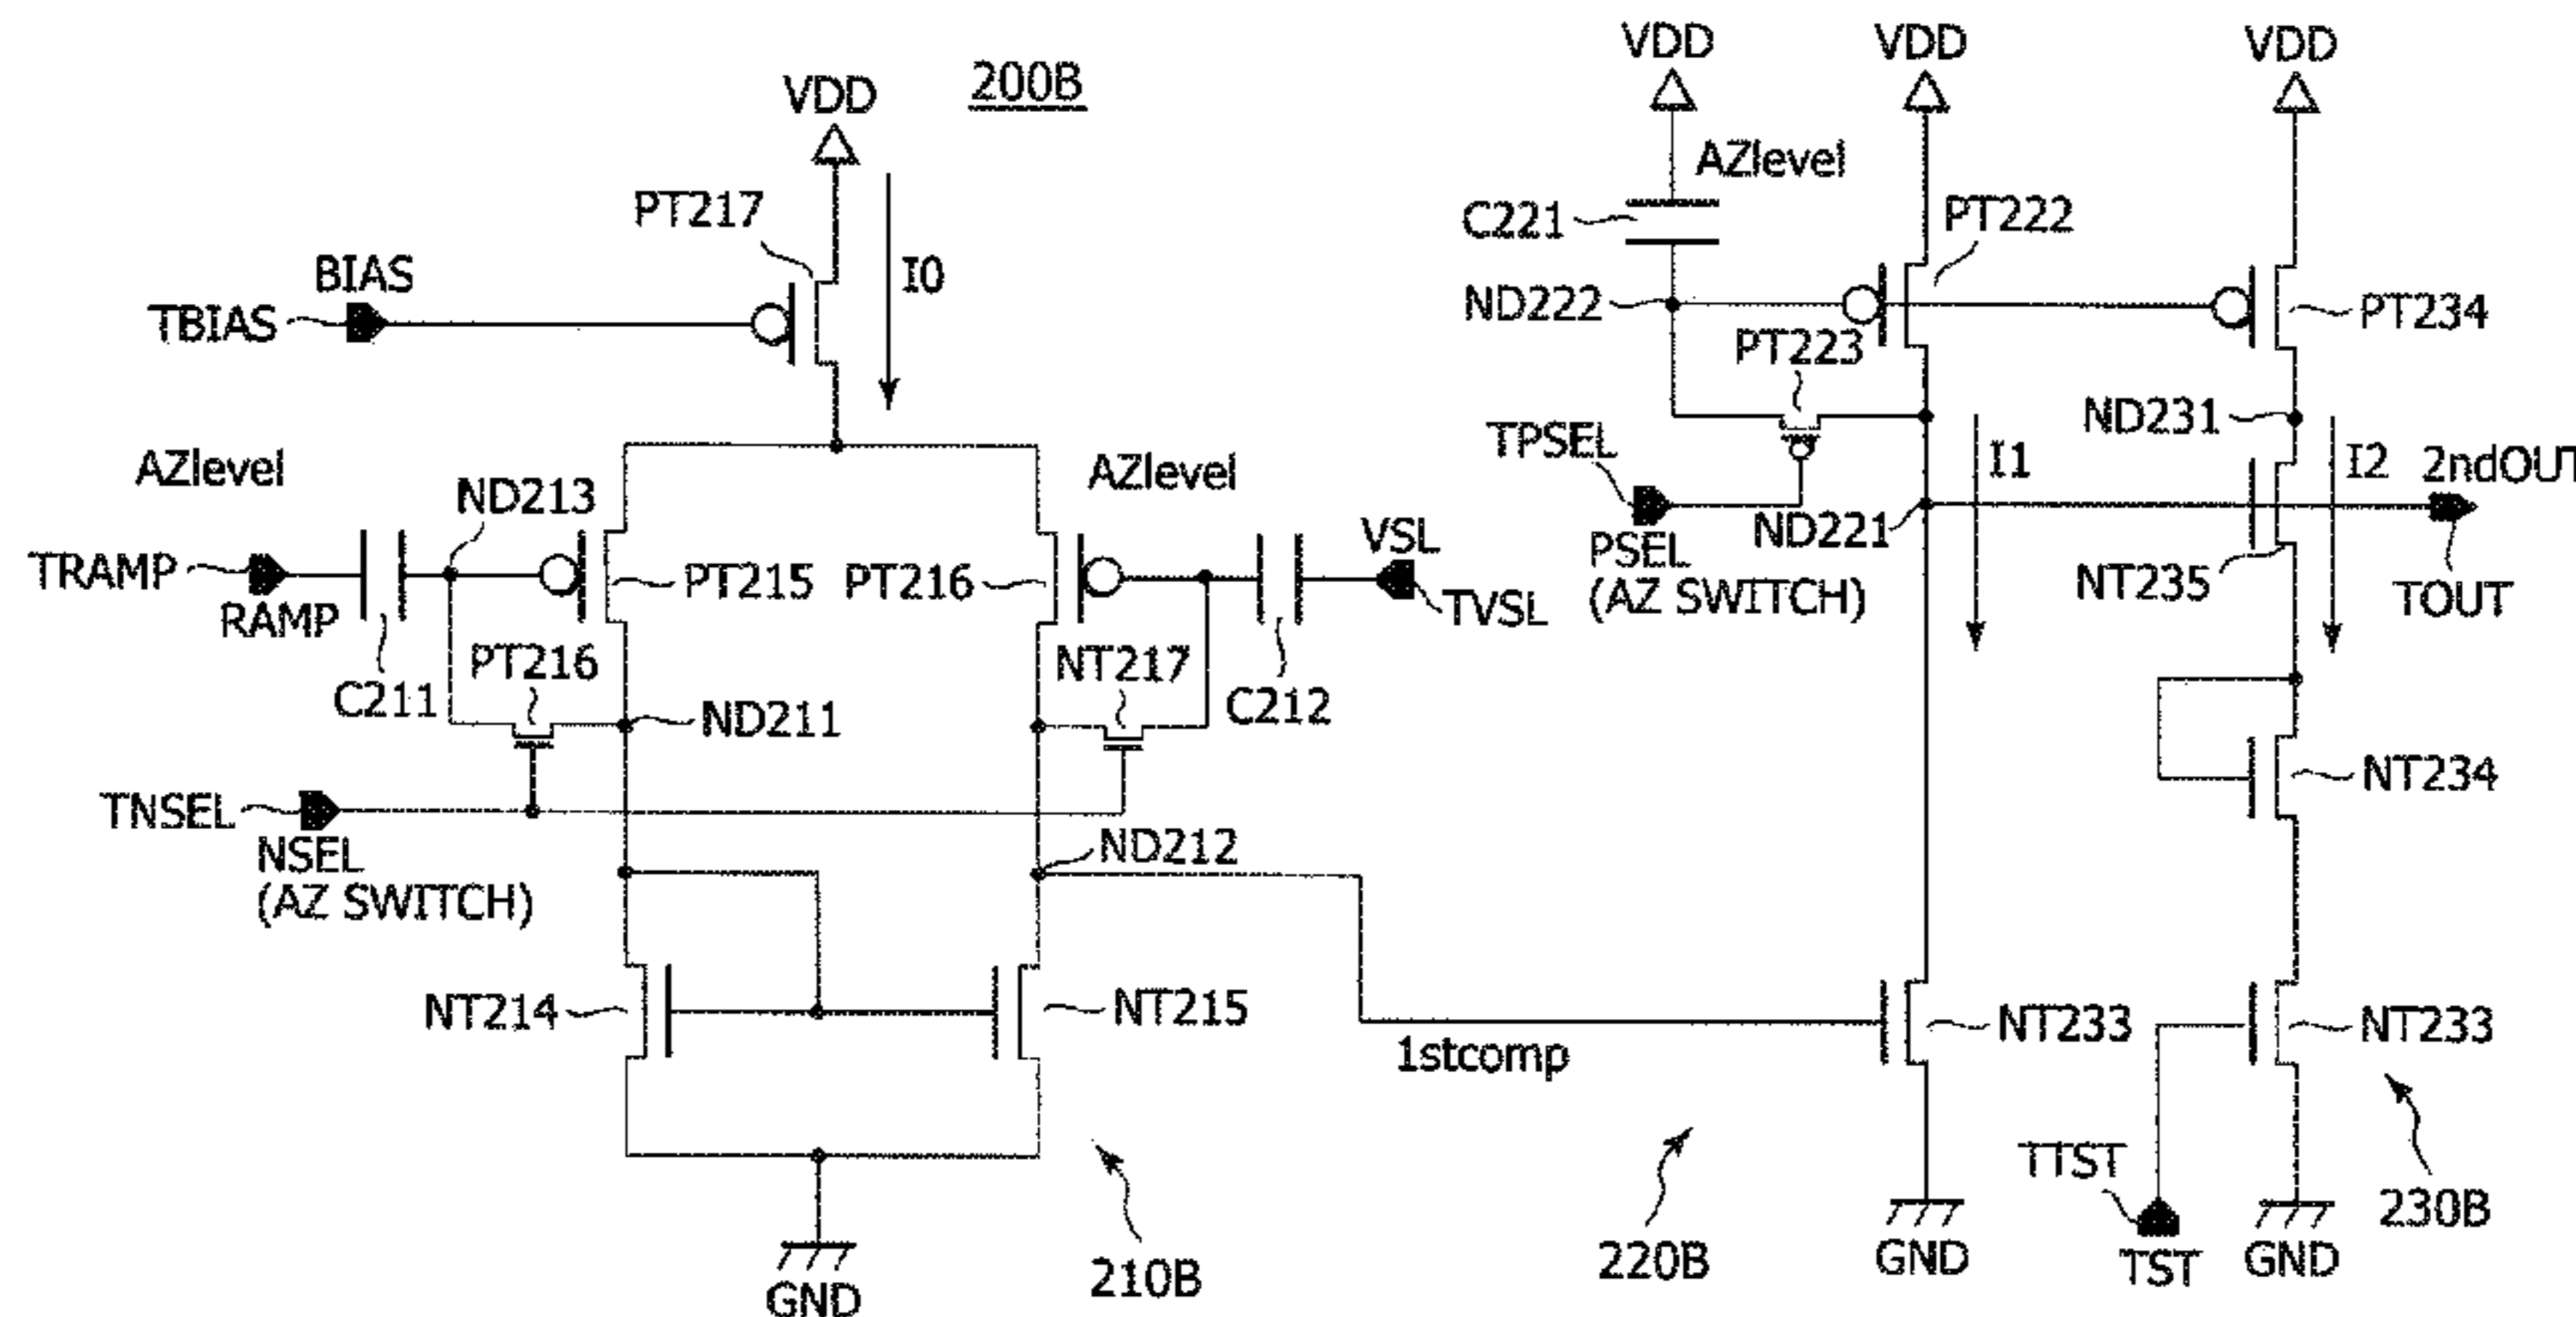 200B
VDD
VDD
VDD
VDD
AZlevel
PT217
C221
PT222
I0
BIAS
TBIAS
ND222
PT234
PT223
ND231
AZlevel
ND213
AZlevel
TPSEL
I1
I2
2ndOUT
VSL
PSEL
(AZ SWITCH)
ND221
TRAMP
RAMP
PT215
PT216
TVSL
NT235
TOUT
C211
PT216
NT217
C212
ND211
TNSEL
NSEL
(AZ SWITCH)
ND212
NT234
NT214
NT215
1stcomp
NT233
NT233
TTST
TST
GND
210B
220B
GND
GND
230B